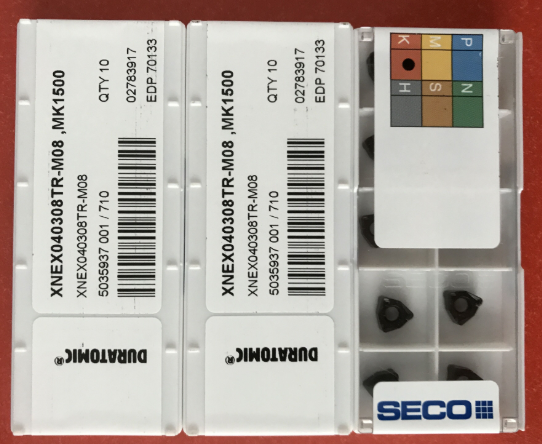 XNEX040308TR-M08 ,MK1500
QTY 10
XNEX040308TR-M08
02783917
5035937 001 / 710
EDP 70133
DURATOMIC®
XNEX040308TR-M08 ,MK1500
QTY 10
XNEX040308TR-M08
02783917
5035937 001 / 710
EDP 70133
DURATOMIC®
P M K
N S H
SECO